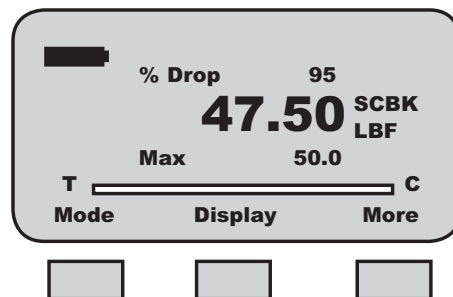 % Drop 95
47.50 SCBK
LBF
Max 50.0
T C
Mode Display More